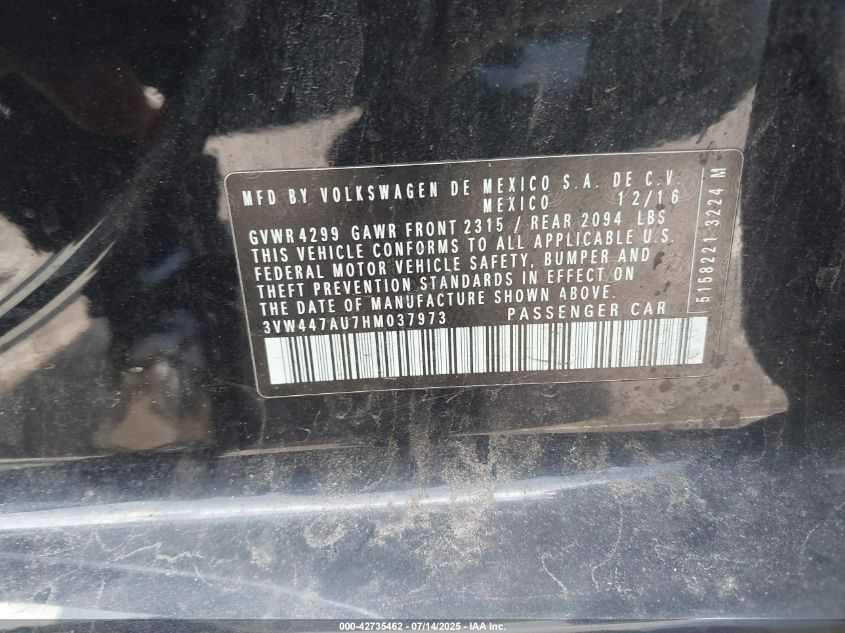 MFD BY VOLKSWAGEN DE MEXICO S.A. DE C.V.
MEXICO 12/16
GVWR 4299 GAWR FRONT 2315 / REAR 2094 LBS
THIS VEHICLE CONFORMS TO ALL APPLICABLE U.S.
FEDERAL MOTOR VEHICLE SAFETY, BUMPER AND
THEFT PREVENTION STANDARDS IN EFFECT ON
THE DATE OF MANUFACTURE SHOWN ABOVE.
3VW447AU7HM037973 PASSENGER CAR
5158221 3224 M
000-42735462 - 07/14/2025 - IAA Inc.